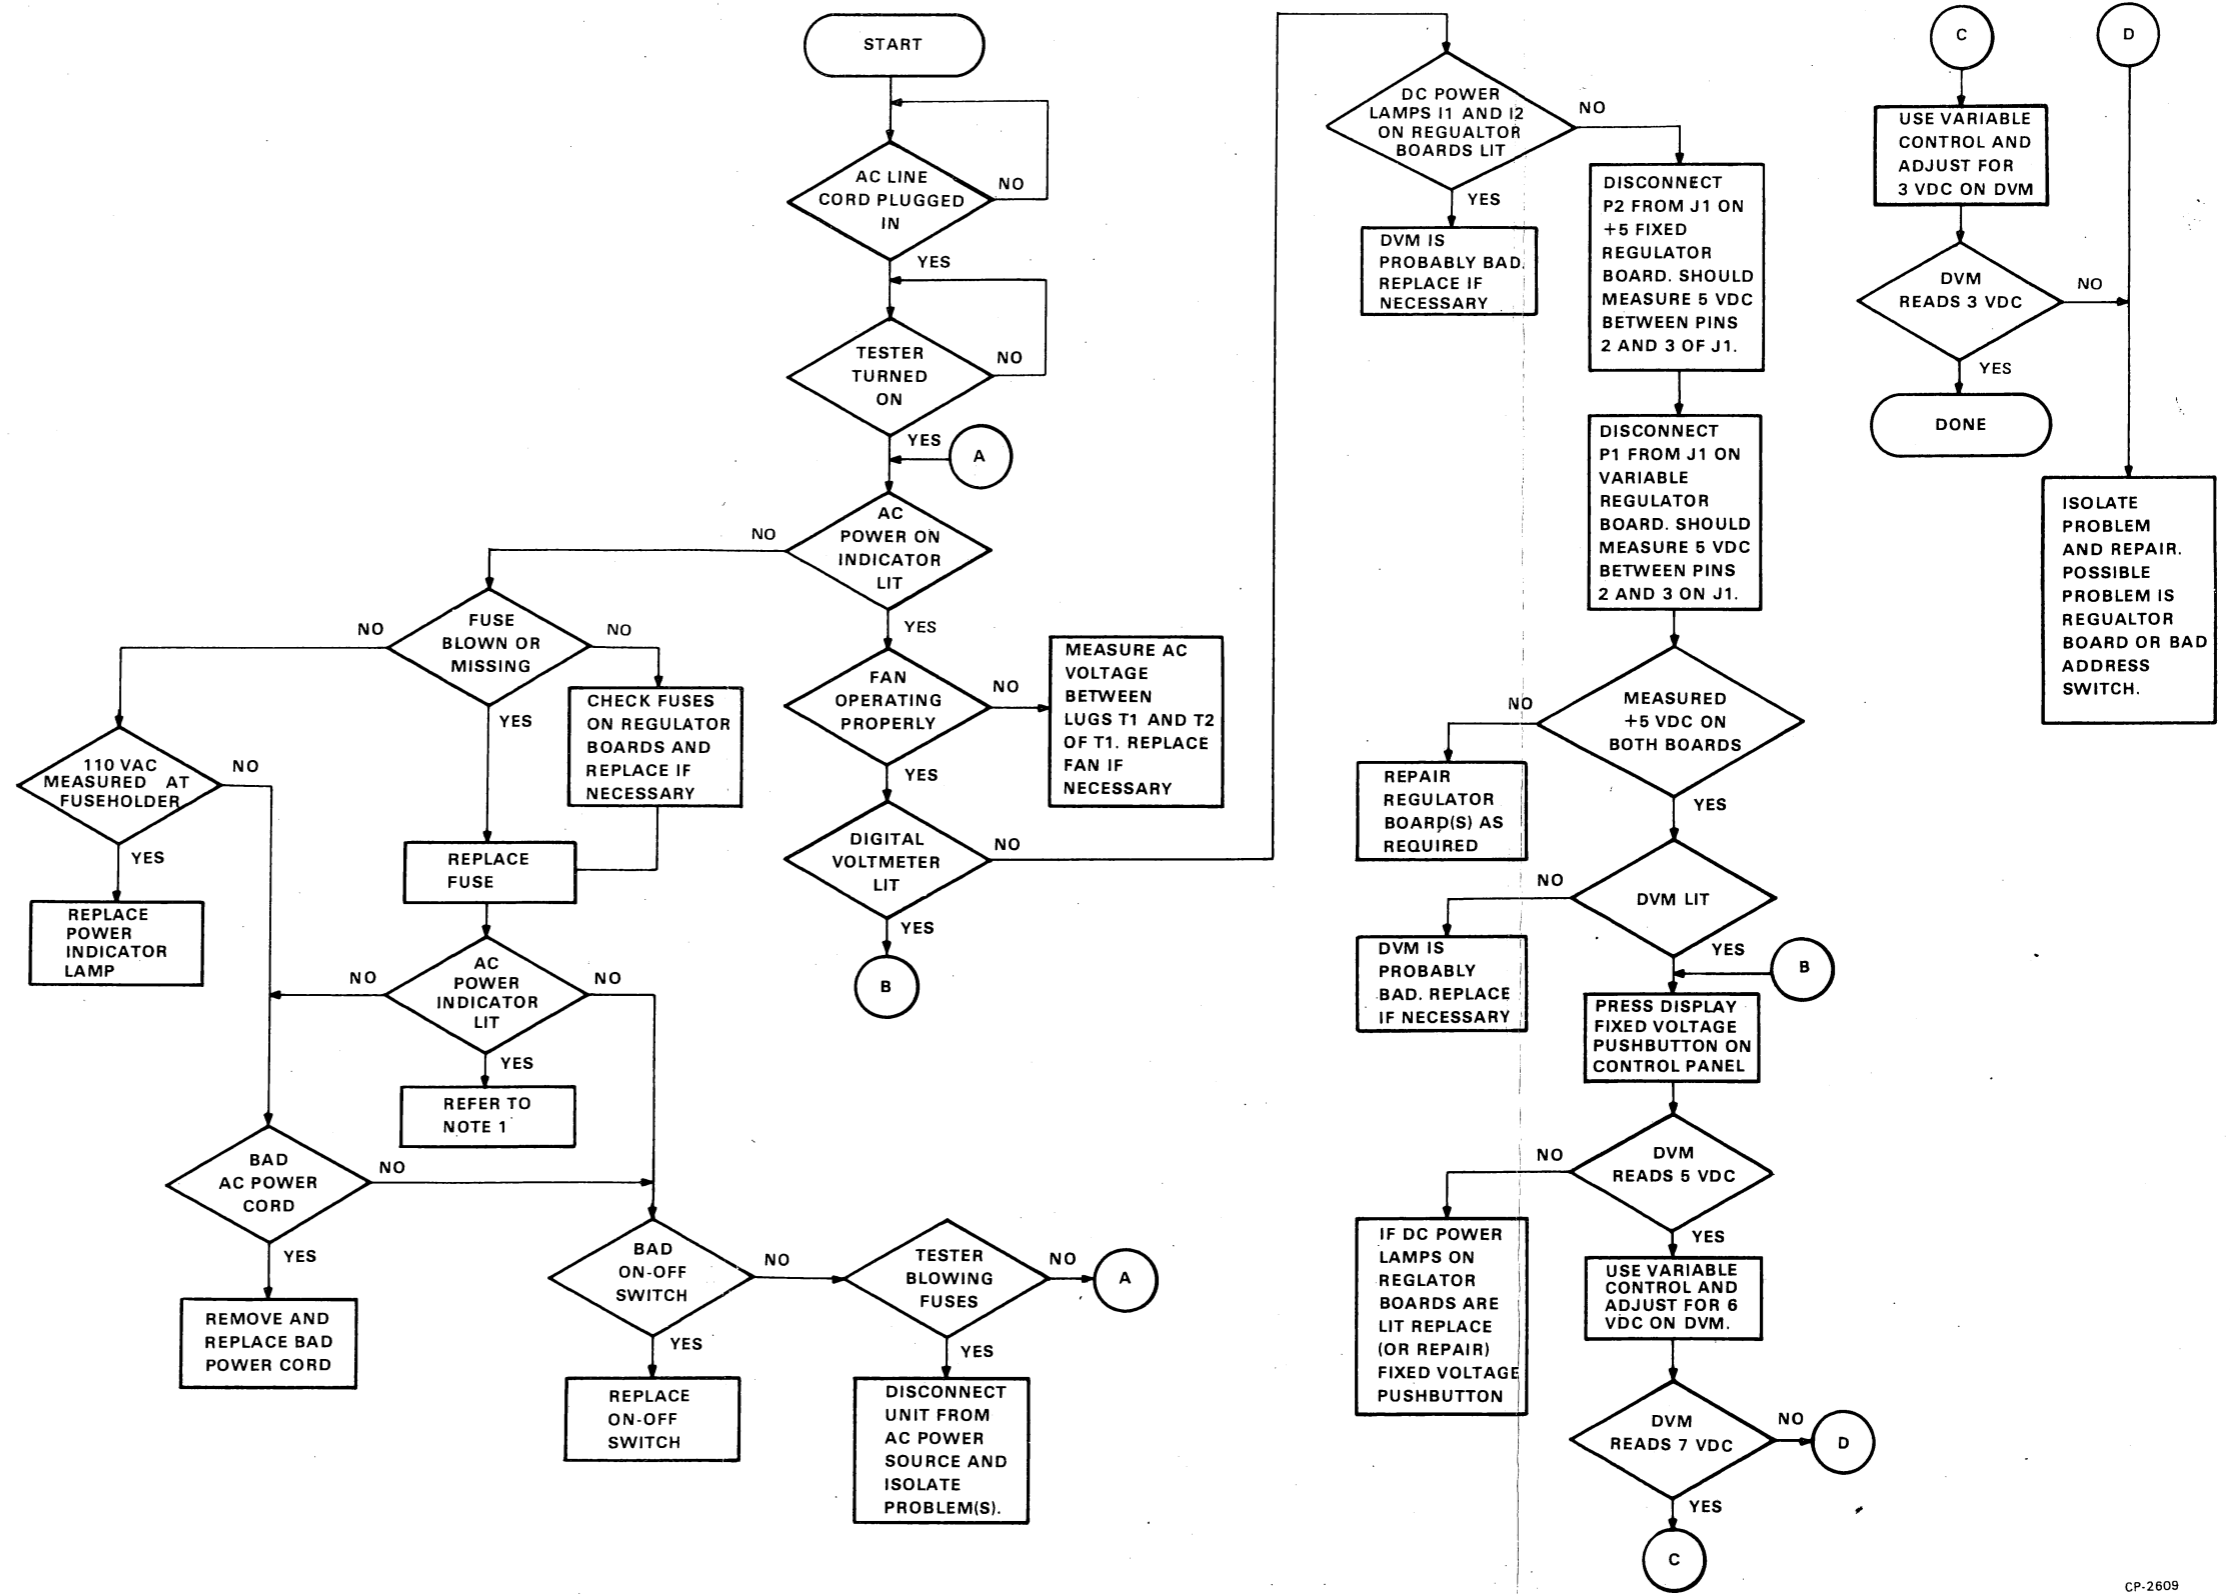 START
AC LINE
CORD PLUGGED
IN
NO
YES
TESTER
TURNED
ON
NO
YES
A
AC
POWER ON
INDICATOR
LIT
NO
YES
FUSE
BLOWN OR
MISSING
NO
NO
YES
CHECK FUSES
ON REGULATOR
BOARDS AND
REPLACE IF
NECESSARY
110 VAC
MEASURED AT
FUSEHOLDER
NO
YES
REPLACE
POWER
INDICATOR
LAMP
REPLACE
FUSE
AC
POWER
INDICATOR
LIT
NO
NO
YES
REFER TO
NOTE 1
BAD
AC POWER
CORD
NO
YES
REMOVE AND
REPLACE BAD
POWER CORD
BAD
ON-OFF
SWITCH
NO
YES
REPLACE
ON-OFF
SWITCH
TESTER
BLOWING
FUSES
NO
A
YES
DISCONNECT
UNIT FROM
AC POWER
SOURCE AND
ISOLATE
PROBLEM(S).
FAN
OPERATING
PROPERLY
NO
YES
MEASURE AC
VOLTAGE
BETWEEN
LUGS T1 AND T2
OF T1. REPLACE
FAN IF
NECESSARY
DIGITAL
VOLTMETER
LIT
NO
YES
B
DC POWER
LAMPS I1 AND I2
ON REGUALTOR
BOARDS LIT
NO
YES
DVM IS
PROBABLY BAD.
REPLACE IF
NECESSARY
DISCONNECT
P2 FROM J1 ON
+5 FIXED
REGULATOR
BOARD. SHOULD
MEASURE 5 VDC
BETWEEN PINS
2 AND 3 OF J1.
DISCONNECT
P1 FROM J1 ON
VARIABLE
REGULATOR
BOARD. SHOULD
MEASURE 5 VDC
BETWEEN PINS
2 AND 3 ON J1.
MEASURED
+5 VDC ON
BOTH BOARDS
NO
YES
REPAIR
REGULATOR
BOARD(S) AS
REQUIRED
DVM LIT
NO
YES
DVM IS
PROBABLY
BAD. REPLACE
IF NECESSARY
B
PRESS DISPLAY
FIXED VOLTAGE
PUSHBUTTON ON
CONTROL PANEL
DVM
READS 5 VDC
NO
YES
IF DC POWER
LAMPS ON
REGLATOR
BOARDS ARE
LIT REPLACE
(OR REPAIR)
FIXED VOLTAGE
PUSHBUTTON
USE VARIABLE
CONTROL AND
ADJUST FOR 6
VDC ON DVM.
DVM
READS 7 VDC
NO
D
YES
C
C
USE VARIABLE
CONTROL AND
ADJUST FOR
3 VDC ON DVM
DVM
READS 3 VDC
NO
YES
DONE
D
ISOLATE
PROBLEM
AND REPAIR.
POSSIBLE
PROBLEM IS
REGUALTOR
BOARD OR BAD
ADDRESS
SWITCH.
CP-2609